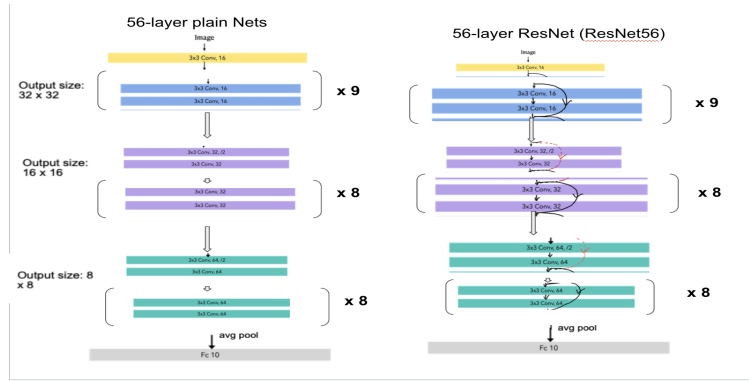 56-layer plain Nets
Image
3x3 Conv, 16
Output size:
32 x 32
3x3 Conv, 16
3x3 Conv, 16
x 9
Output size:
16 x 16
3x3 Conv, 32, /2
3x3 Conv, 32
3x3 Conv, 32
3x3 Conv, 32
x 8
Output size: 8
x 8
3x3 Conv, 64, /2
3x3 Conv, 64
3x3 Conv, 64
3x3 Conv, 64
x 8
avg pool
Fc 10
56-layer ResNet (ResNet56)
Image
3x3 Conv, 16
3x3 Conv, 16
3x3 Conv, 16
x 9
3x3 Conv, 32, /2
3x3 Conv, 32
3x3 Conv, 32
3x3 Conv, 32
x 8
3x3 Conv, 64, /2
3x3 Conv, 64
3x3 Conv, 64
3x3 Conv, 64
x 8
avg pool
Fc 10